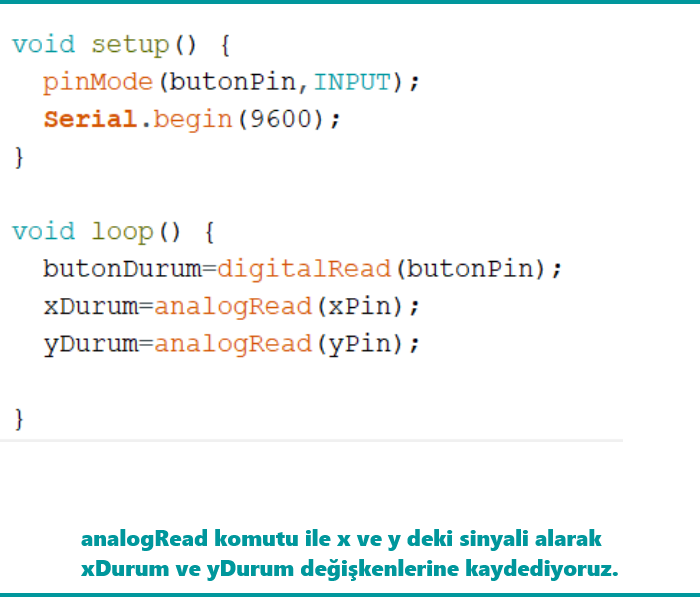 void setup() {
pinMode(butonPin,INPUT);
Serial.begin(9600);
}
void loop() {
butonDurum=digitalRead(butonPin);
xDurum=analogRead(xPin);
yDurum=analogRead(yPin);
}
analogRead komutu ile x ve y deki sinyali alarak
xDurum ve yDurum değişkenlerine kaydediyoruz.